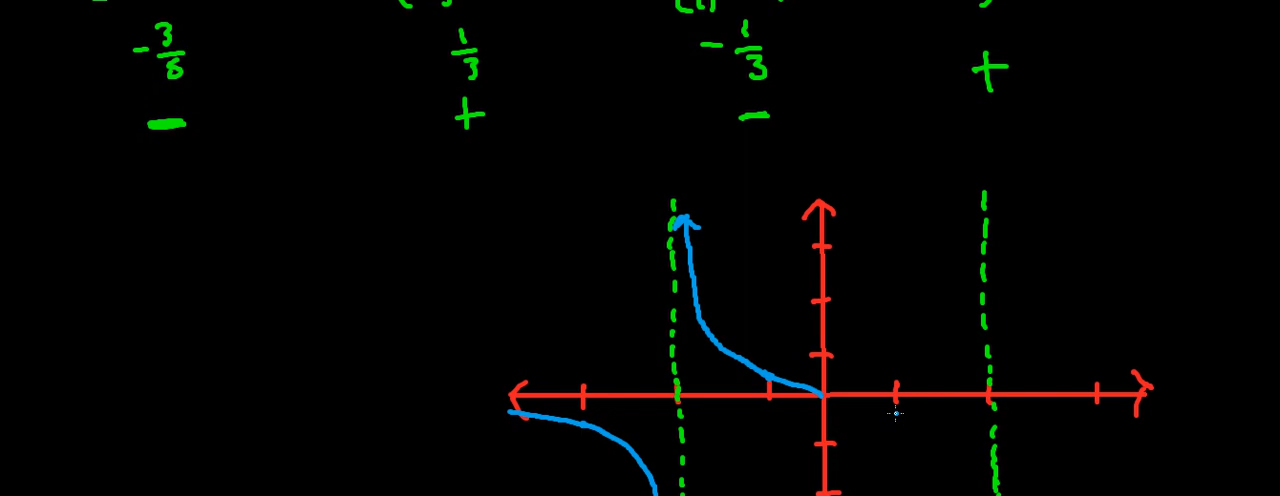 -3/8 1/3 -1/3 +
- + -